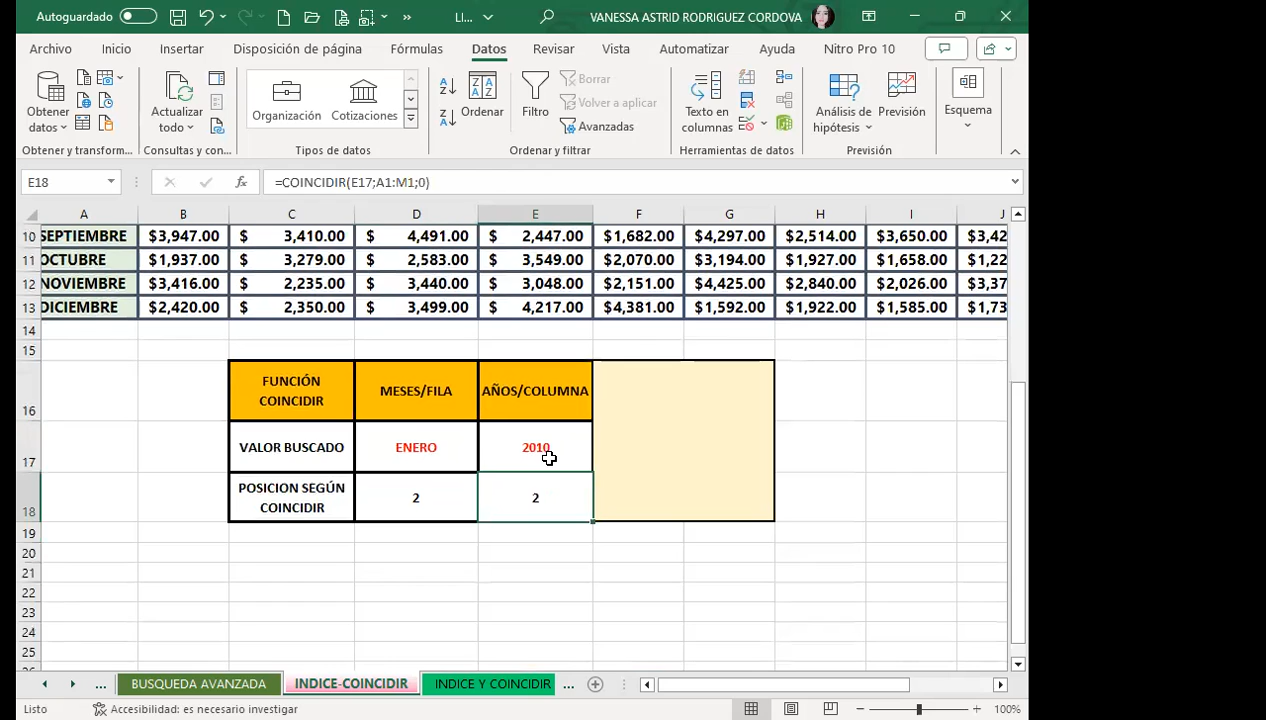 Autoguardado
LI...
VANESSA ASTRID RODRIGUEZ CORDOVA
Archivo Inicio Insertar Disposición de página Fórmulas Datos Revisar Vista Automatizar Ayuda Nitro Pro 10
Obtener datos
Actualizar todo
Organización
Cotizaciones
Ordenar
Filtro
Borrar
Volver a aplicar
Avanzadas
Texto en columnas
Análisis de hipótesis
Previsión
Esquema
Obtener y transform... Consultas y con... Tipos de datos Ordenar y filtrar Herramientas de datos Previsión
E18 fx =COINCIDIR(E17;A1:M1;0)
A B C D E F G H I J
10 SEPTIEMBRE $3,947.00 $ 3,410.00 $ 4,491.00 $ 2,447.00 $1,682.00 $4,297.00 $2,514.00 $3,650.00 $3,42
11 OCTUBRE $1,937.00 $ 3,279.00 $ 2,583.00 $ 3,549.00 $2,070.00 $3,194.00 $1,927.00 $1,658.00 $1,22
12 NOVIEMBRE $3,416.00 $ 2,235.00 $ 3,440.00 $ 3,048.00 $2,151.00 $4,425.00 $2,840.00 $2,026.00 $3,37
13 DICIEMBRE $2,420.00 $ 2,350.00 $ 3,499.00 $ 4,217.00 $4,381.00 $1,592.00 $1,922.00 $1,585.00 $1,73
14
15
16 FUNCIÓN COINCIDIR MESES/FILA AÑOS/COLUMNA
17 VALOR BUSCADO ENERO 2010
18 POSICION SEGÚN COINCIDIR 2 2
19
20
21
22
23
24
25
... BUSQUEDA AVANZADA INDICE-COINCIDIR INDICE Y COINCIDIR ...
Listo Accesibilidad: es necesario investigar 100%